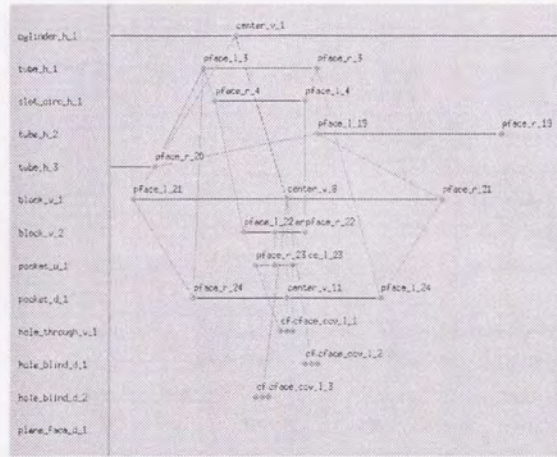 center_v_1
cylinder_h_1
pface_l_3 pface_r_3
tube_h_1
pface_r_4 pface_l_4
slot_circ_h_1
pface_l_19 pface_r_19
tube_h_2
pface_r_20
tube_h_3
pface_l_21 center_v_8 pface_r_21
block_v_1
pface_l_22 pface_r_22
block_v_2
pface_r_23 ce_l_23
pocket_u_1
pface_r_24 center_v_11 pface_l_24
pocket_d_1
cf.cface_ccv_l_1
hole_through_v_1
cf.cface_ccv_l_2
hole_blind_d_1
cf.cface_ccv_l_3
hole_blind_d_2
plane_face_d_1